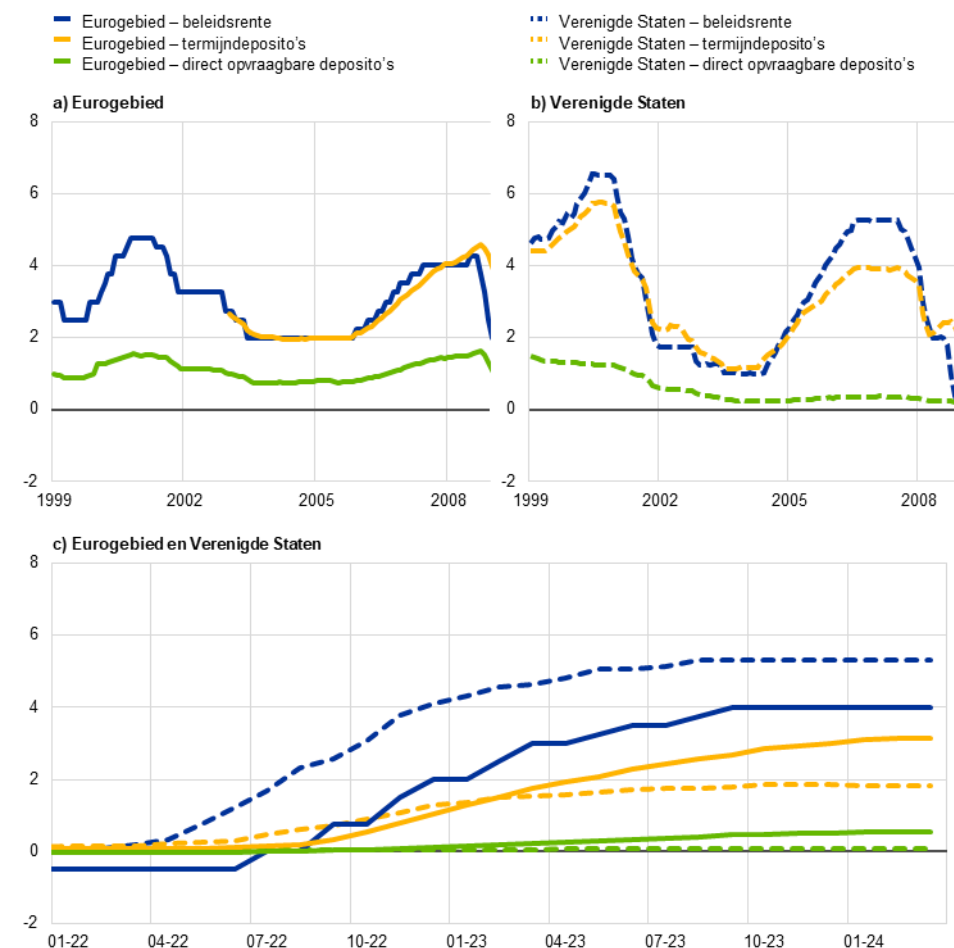 Eurogebied – beleidsrente
Eurogebied – termijndeposito's
Eurogebied – direct opvraagbare deposito's
Verenigde Staten – beleidsrente
Verenigde Staten – termijndeposito's
Verenigde Staten – direct opvraagbare deposito's
a) Eurogebied
8
6
4
2
0
-2
1999 2002 2005 2008
b) Verenigde Staten
8
6
4
2
0
-2
1999 2002 2005 2008
c) Eurogebied en Verenigde Staten
8
6
4
2
0
-2
01-22 04-22 07-22 10-22 01-23 04-23 07-23 10-23 01-24